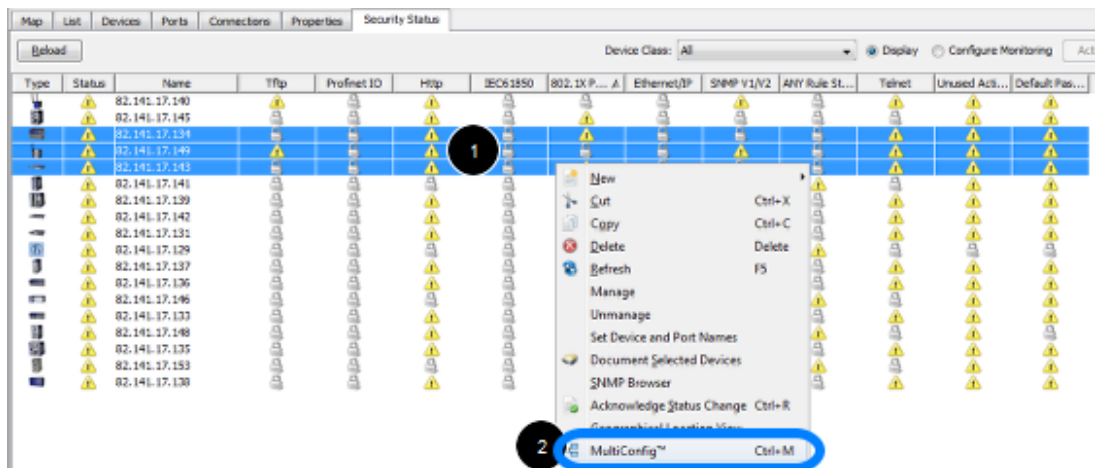 Map List Devices Ports Connections Properties Security Status
Reload Device Class: All Display Configure Monitoring
Type Status Name Tftp Profinet IO Http IEC61850 802.1X P... Ethernet/IP SNMP V1/V2 ANY Rule St... Telnet Unused Acti... Default Pas...
82.141.17.140
82.141.17.145
82.141.17.134
82.141.17.149
1
82.141.17.143
82.141.17.141
82.141.17.139
82.141.17.142
82.141.17.131
82.141.17.129
82.141.17.137
82.141.17.136
82.141.17.146
82.141.17.133
82.141.17.148
82.141.17.135
82.141.17.153
82.141.17.138
New
Cut Ctrl+X
Copy Ctrl+C
Delete Delete
Refresh F5
Manage
Unmanage
Set Device and Port Names
Document Selected Devices
SNMP Browser
Acknowledge Status Change Ctrl+R
Geographical Location View
2 MultiConfig™ Ctrl+M